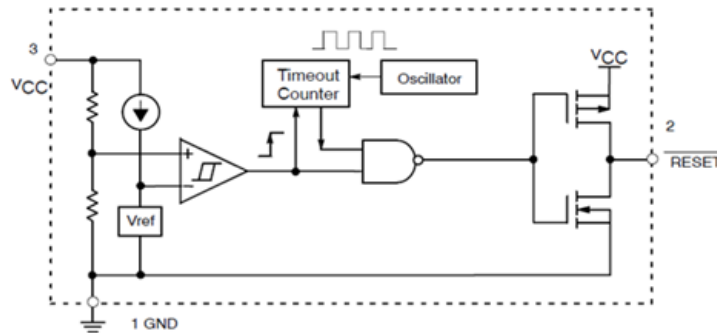 3
VCC
Timeout
Counter
Oscillator
VCC
2
RESET
+
−
Vref
1 GND